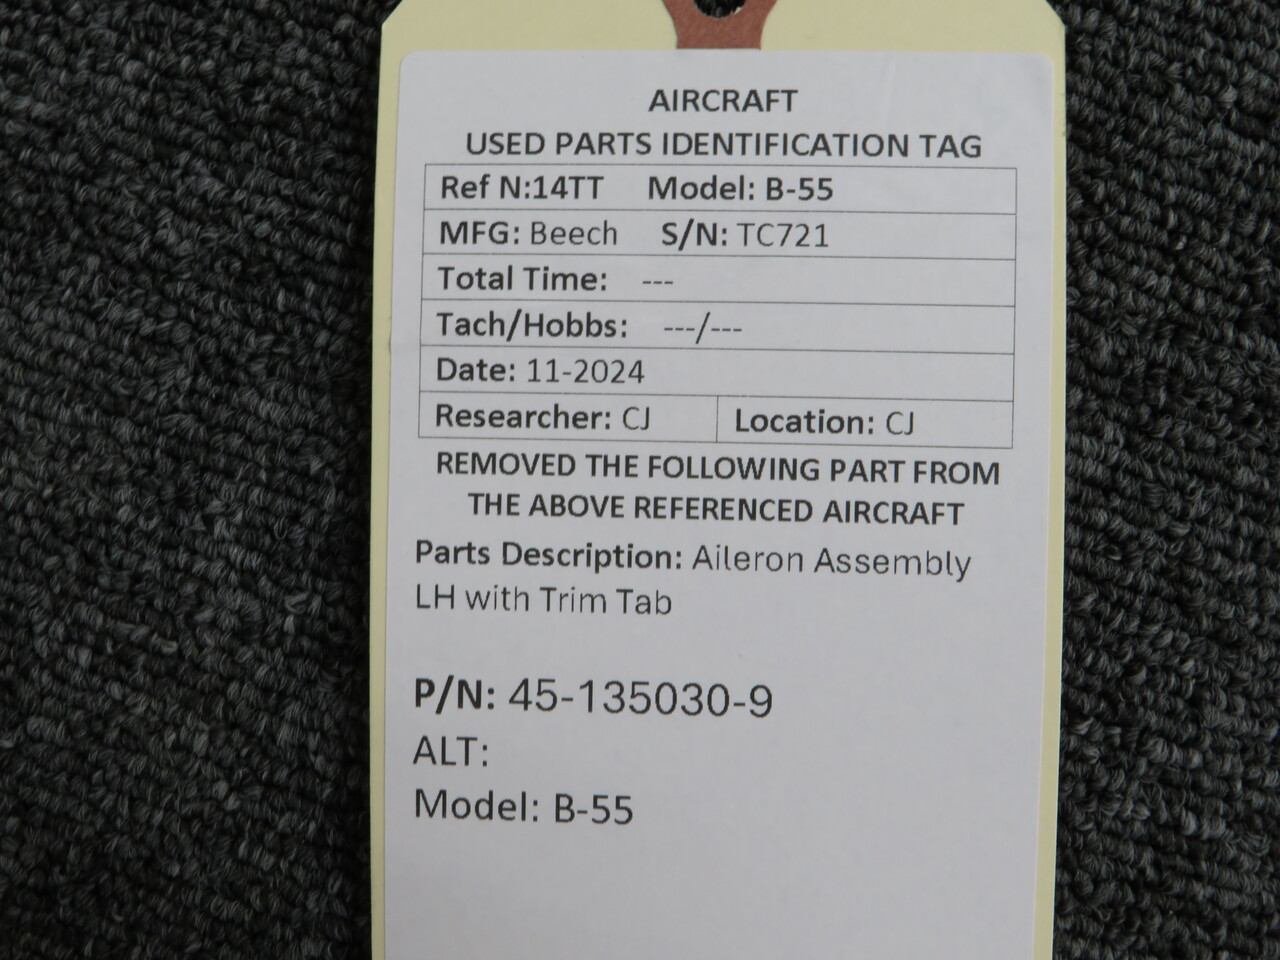 AIRCRAFT
USED PARTS IDENTIFICATION TAG
Ref N:14TT Model: B-55
MFG: Beech S/N: TC721
Total Time: ---
Tach/Hobbs: ---/---
Date: 11-2024
Researcher: CJ Location: CJ
REMOVED THE FOLLOWING PART FROM
THE ABOVE REFERENCED AIRCRAFT
Parts Description: Aileron Assembly
LH with Trim Tab
P/N: 45-135030-9
ALT:
Model: B-55